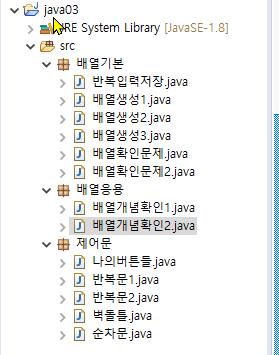 java03
RE System Library [JavaSE-1.8]
src
배열기본
반복입력저장.java
배열생성1.java
배열생성2.java
배열생성3.java
배열확인문제.java
배열확인문제2.java
배열응용
배열개념확인1.java
배열개념확인2.java
제어문
나의버튼들.java
반복문1.java
반복문2.java
벽돌틀.java
순차문.java